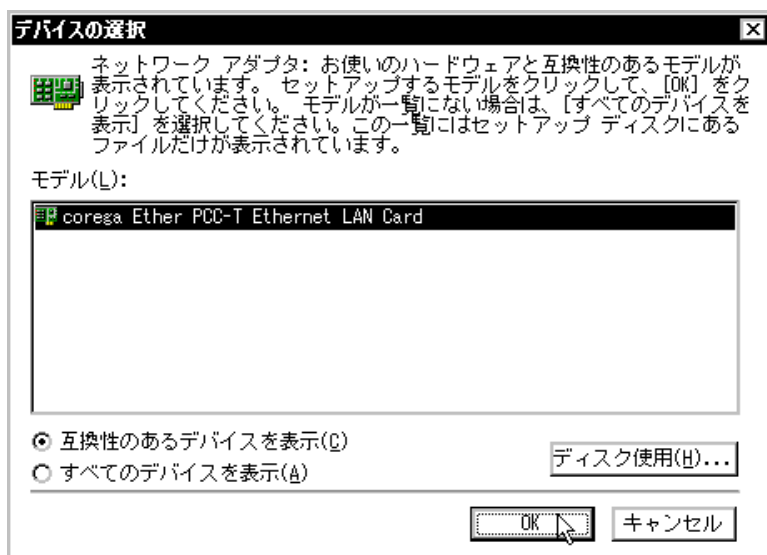 デバイスの選択
ネットワーク アダプタ: お使いのハードウェアと互換性のあるモデルが
表示されています。 セットアップするモデルをクリックして、[OK] をク
リックしてください。 モデルが一覧にない場合は、[すべてのデバイスを
表示] を選択してください。この一覧にはセットアップ ディスクにある
ファイルだけが表示されています。
モデル(L):
corega Ether PCC-T Ethernet LAN Card
互換性のあるデバイスを表示(C)
すべてのデバイスを表示(A)
ディスク使用(H)...
OK
キャンセル